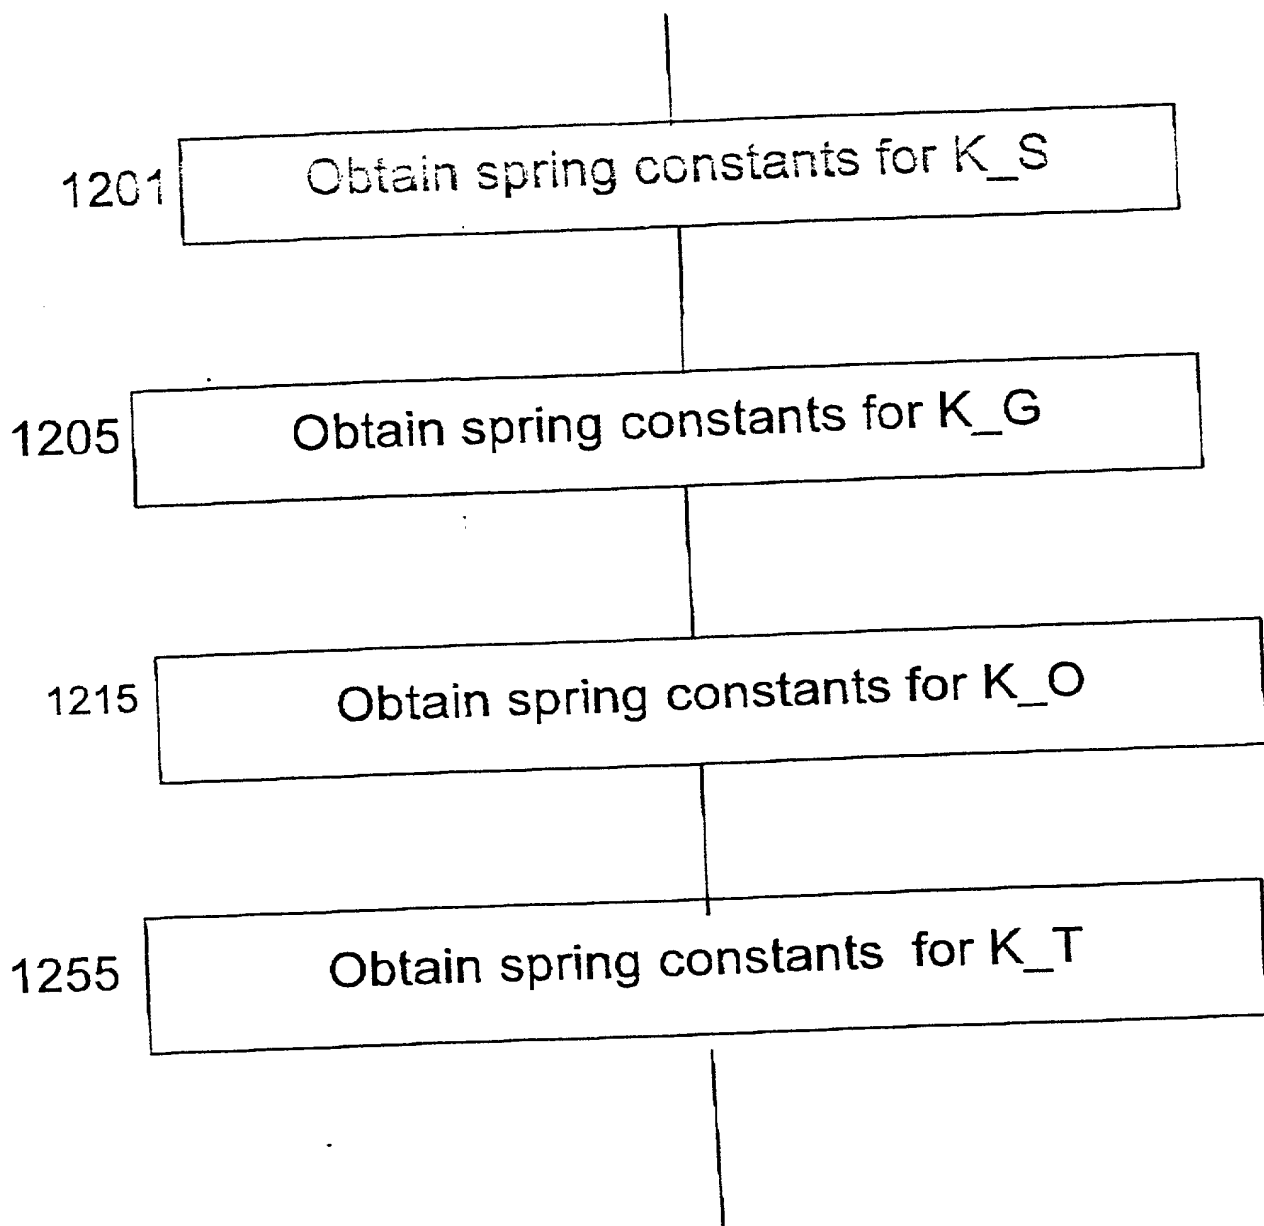 1201 Obtain spring constants for K_S
1205 Obtain spring constants for K_G
1215 Obtain spring constants for K_O
1255 Obtain spring constants for K_T